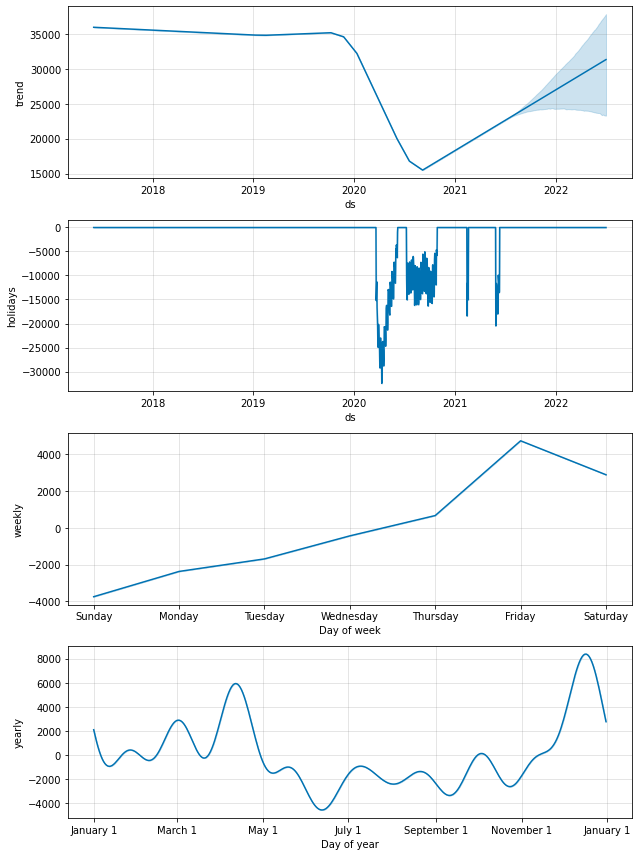 35000
30000
25000
20000
15000
trend
2018 2019 2020 2021 2022
ds
0
−5000
−10000
−15000
−20000
−25000
−30000
holidays
2018 2019 2020 2021 2022
ds
4000
2000
0
−2000
−4000
weekly
Sunday Monday Tuesday Wednesday Thursday Friday Saturday
Day of week
8000
6000
4000
2000
0
−2000
−4000
yearly
January 1 March 1 May 1 July 1 September 1 November 1 January 1
Day of year